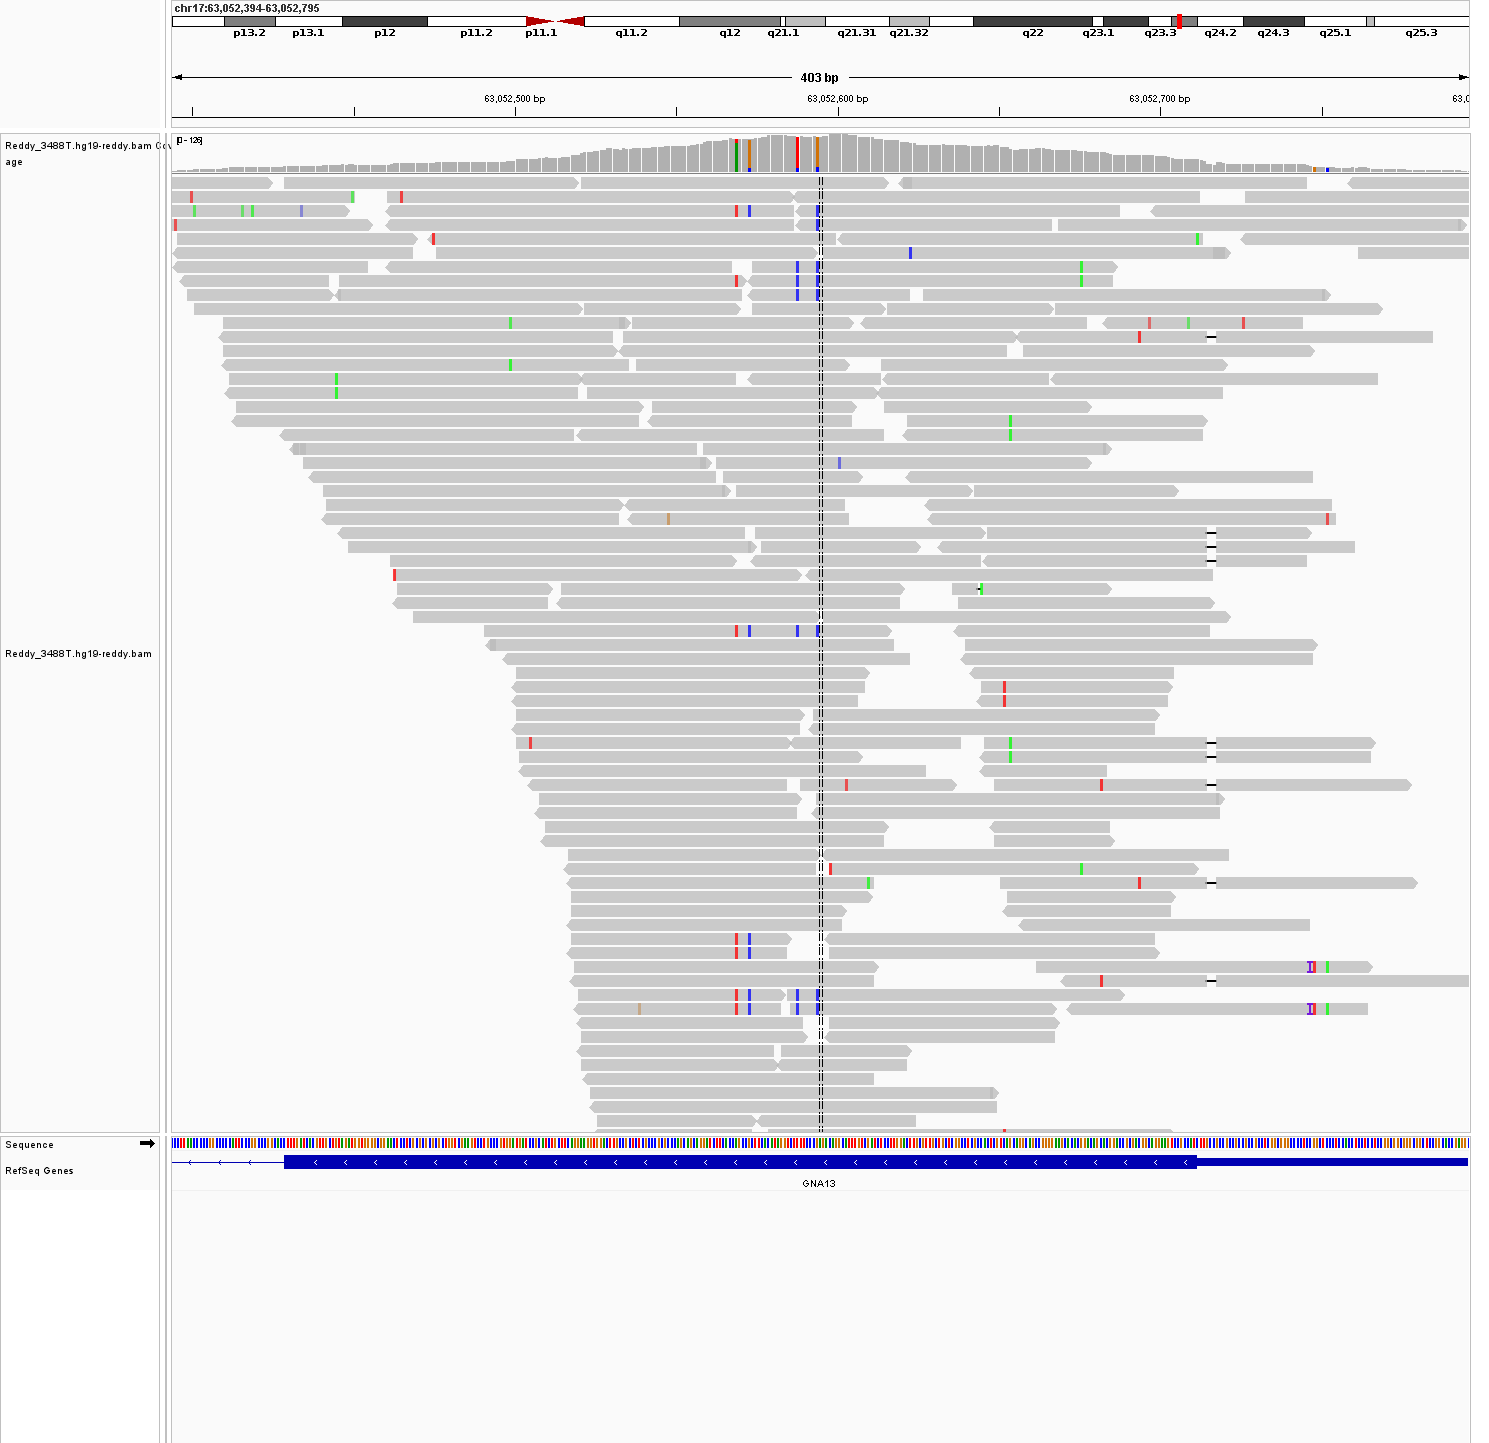 chr17:63,052,394-63,052,795
p13.2 p13.1 p12 p11.2 p11.1 q11.2 q12 q21.1 q21.31 q21.32 q22 q23.1 q23.3 q24.2 q24.3 q25.1 q25.3
403 bp
63,052,500 bp 63,052,600 bp 63,052,700 bp 63,0
Reddy_3488T.hg19-reddy.bam Cov
age
[0 - 126]
Reddy_3488T.hg19-reddy.bam
Sequence
RefSeq Genes
GNA13